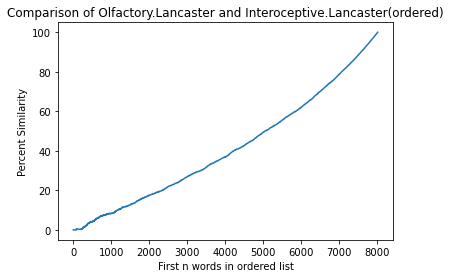 Comparison of Olfactory.Lancaster and Interoceptive.Lancaster(ordered)
Percent Similarity
100
80
60
40
20
0
0 1000 2000 3000 4000 5000 6000 7000 8000
First n words in ordered list